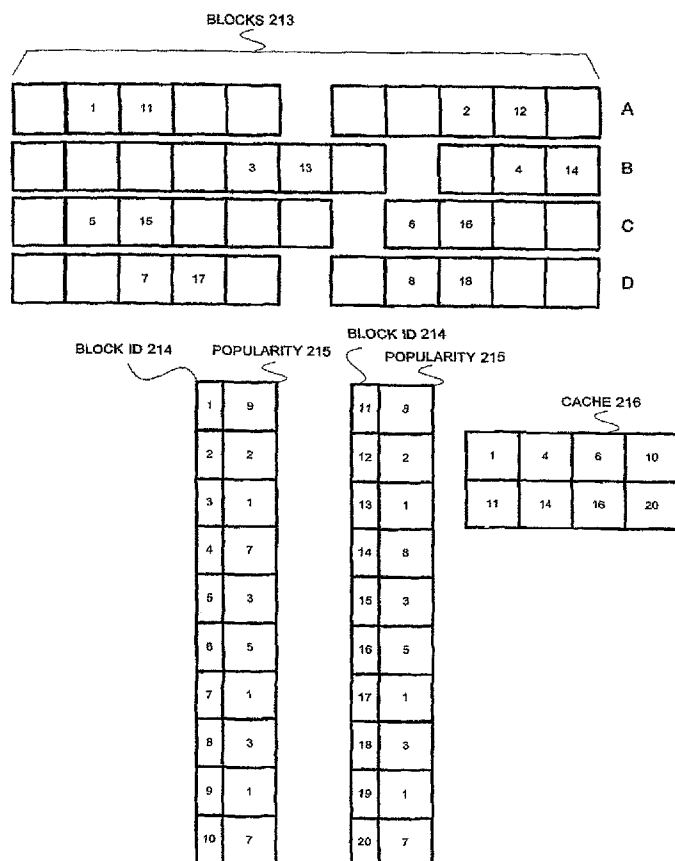 BLOCKS 213
1 11 2 12 A
3 13 4 14 B
5 15 6 16 C
7 17 8 18 D
BLOCK ID 214 POPULARITY 215
1 9
2 2
3 1
4 7
5 3
6 5
7 1
8 3
9 1
10 7
BLOCK ID 214
POPULARITY 215
11 9
12 2
13 1
14 8
15 3
16 5
17 1
18 3
19 1
20 7
CACHE 216
1 4 6 10
11 14 16 20